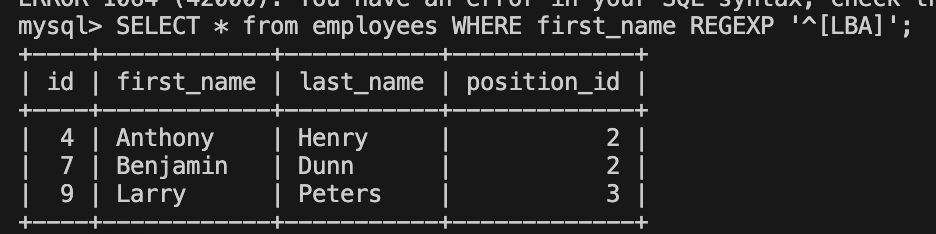 mysql> SELECT * from employees WHERE first_name REGEXP '^[LBA]';
+----+------------+-----------+-------------+
| id | first_name | last_name | position_id |
+----+------------+-----------+-------------+
|  4 | Anthony    | Henry     |           2 |
|  7 | Benjamin   | Dunn      |           2 |
|  9 | Larry      | Peters    |           3 |
+----+------------+-----------+-------------+